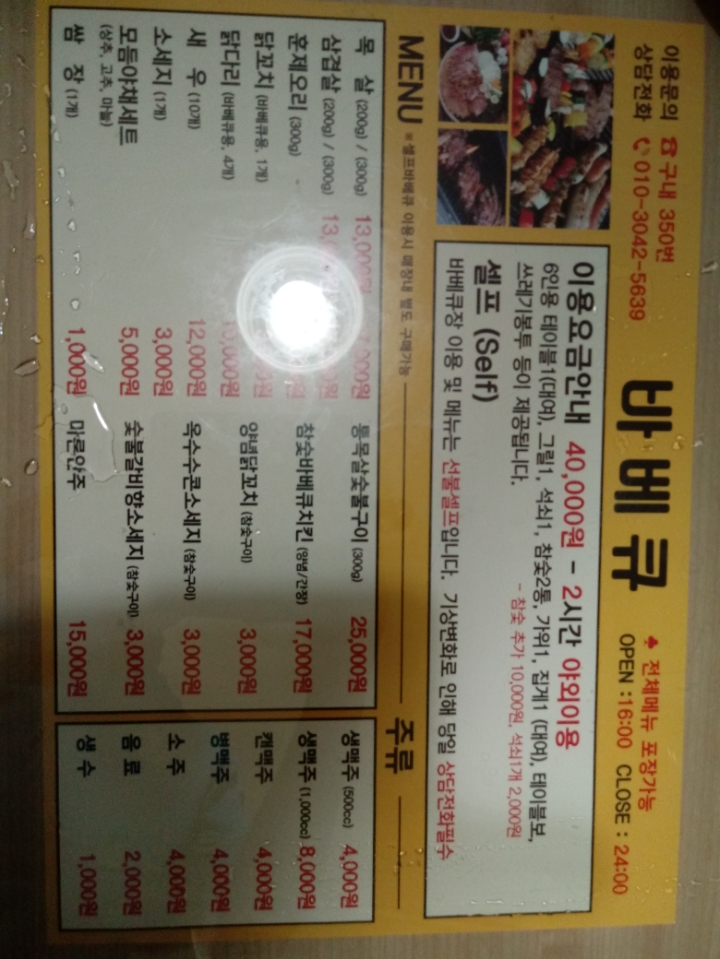 이용문의 ☎ 구내 350번
상담전화 010-3042-5639
바베큐
♠ 전체메뉴 포장가능
OPEN :16:00 CLOSE : 24:00
이용요금안내 40,000원 - 2시간 야외이용
6인용 테이블1(대여), 그릴1, 석쇠1, 참숯2통, 가위1, 집게1 (대여), 테이블보,
쓰레기봉투 등이 제공됩니다.
- 참숯 추가 10,000원, 석쇠1개 2,000원
셀프 (Self)
바베큐장 이용 및 메뉴는 선불셀프입니다. 기상변화로 인해 당일 상담전화필수
MENU ※셀프바베큐 이용시 매장내 별도 구매가능
목 살 (200g) / (300g) 13,000원
삼겹살 (200g) / (300g)
훈제오리 (300g)
닭꼬치 (바베큐용, 1개)
닭다리 (바베큐용, 4개) 10,000원
새 우 (10개) 12,000원
소세지 (1개) 3,000원
모듬야채세트 5,000원
(상추, 고추, 마늘)
쌈 장 (1개) 1,000원
통목살숯불구이 (300g) 25,000원
참숯바베큐치킨 (양념/간장) 17,000원
양념닭꼬치 (참숯구이) 3,000원
옥수수콘소세지 (참숯구이) 3,000원
숯불갈비향소세지 (참숯구이) 3,000원
마른안주 15,000원
주류
생맥주 (500cc) 4,000원
생맥주 (1,000cc) 8,000원
캔맥주 4,000원
병맥주 4,000원
소 주 4,000원
음 료 2,000원
생 수 1,000원